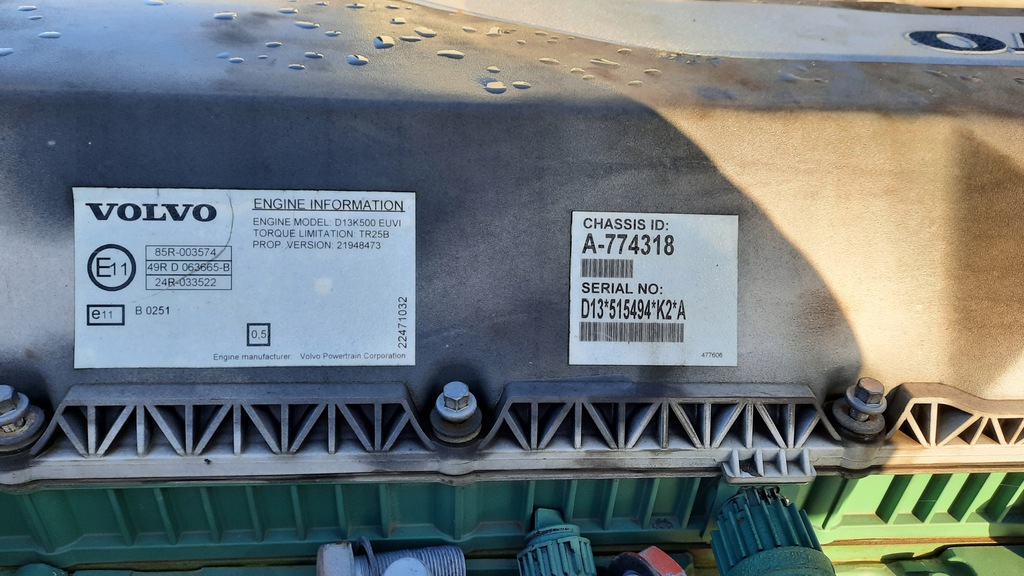 VOLVO
ENGINE INFORMATION
ENGINE MODEL: D13K500 EUVI
TORQUE LIMITATION: TR25B
PROP. VERSION: 21948473
E11
85R-003574
49R D 063665-B
24R-033522
e11
B 0251
0,5
22471032
Engine manufacturer: Volvo Powertrain Corporation
CHASSIS ID:
A-774318
SERIAL NO:
D13*515494*K2*A
477606